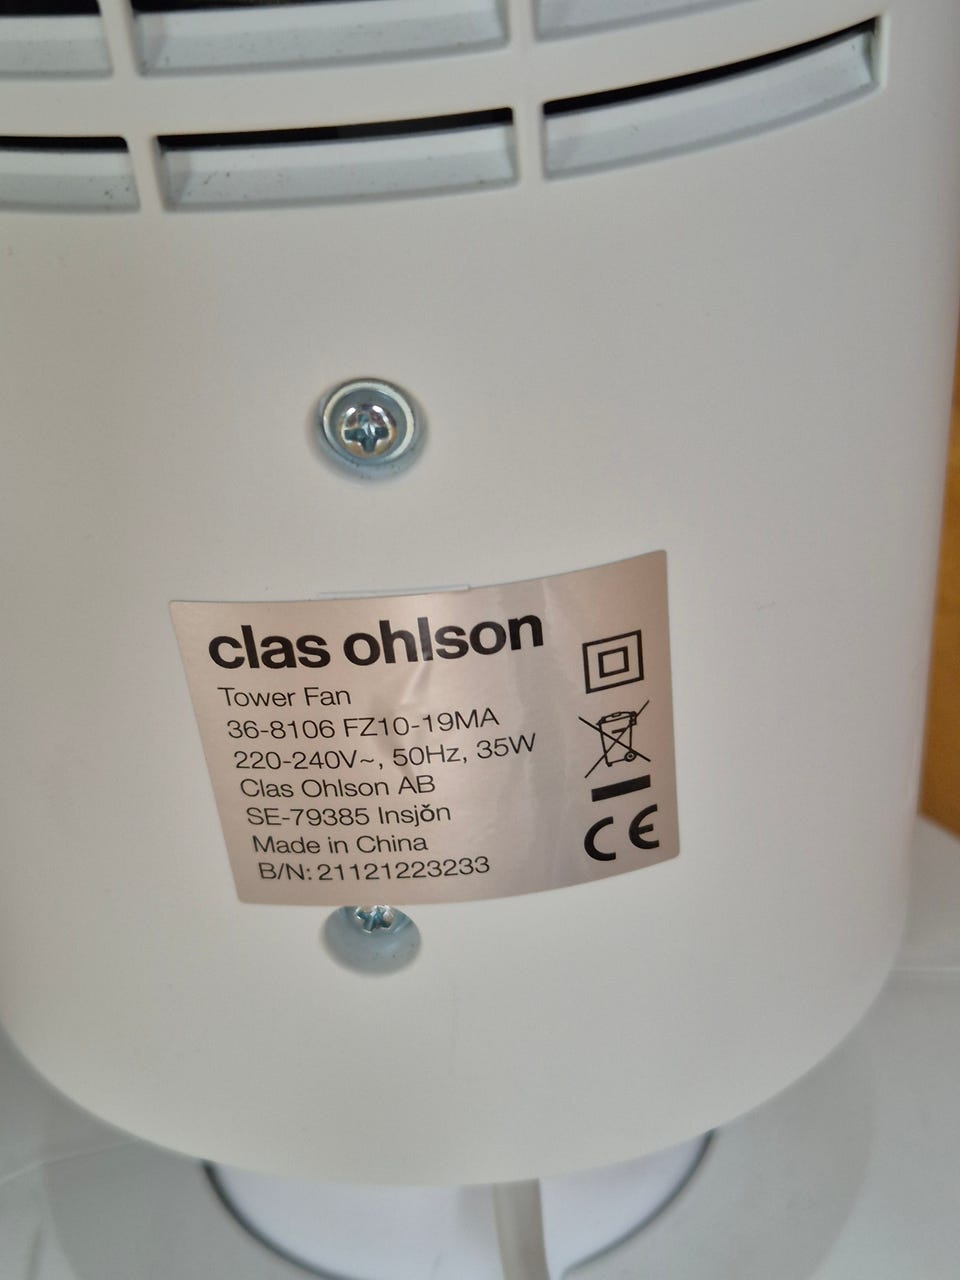 clas ohlson
Tower Fan
36-8106 FZ10-19MA
220-240V~, 50Hz, 35W
Clas Ohlson AB
SE-79385 Insjǒn
Made in China
B/N: 21121223233
CE